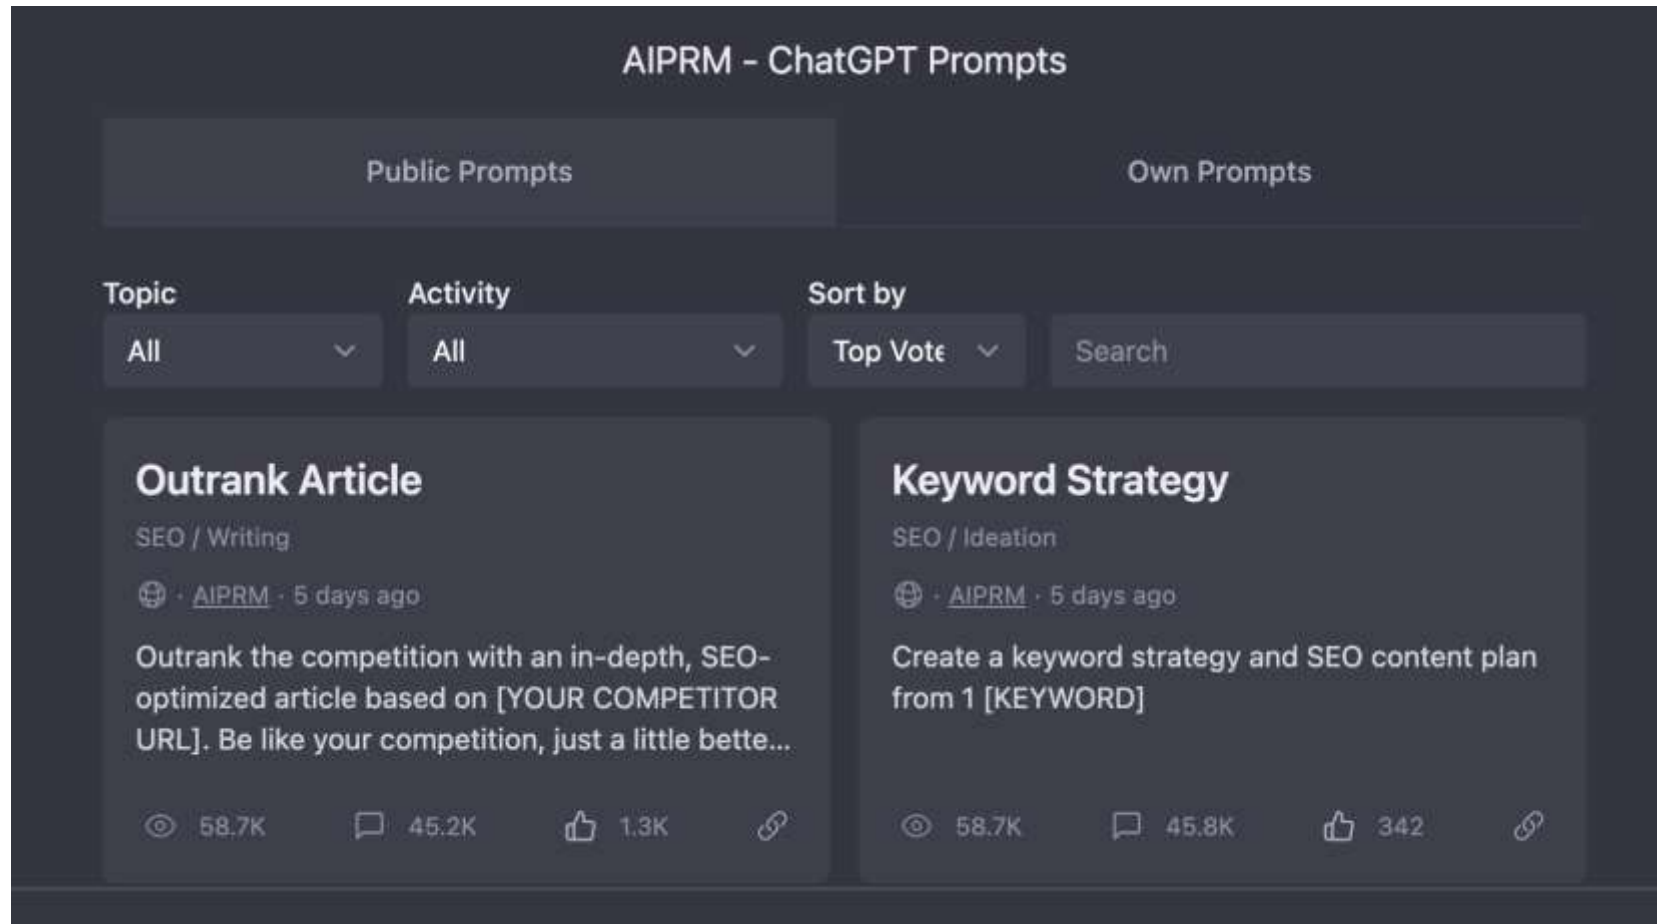 AIPRM - ChatGPT Prompts
Public Prompts
Own Prompts
Topic
Activity
Sort by
All
All
Top Vote
Search
Outrank Article
SEO / Writing
· AIPRM · 5 days ago
Outrank the competition with an in-depth, SEO-
optimized article based on [YOUR COMPETITOR
URL]. Be like your competition, just a little bette...
58.7K 45.2K 1.3K
Keyword Strategy
SEO / Ideation
· AIPRM · 5 days ago
Create a keyword strategy and SEO content plan
from 1 [KEYWORD]
58.7K 45.8K 342